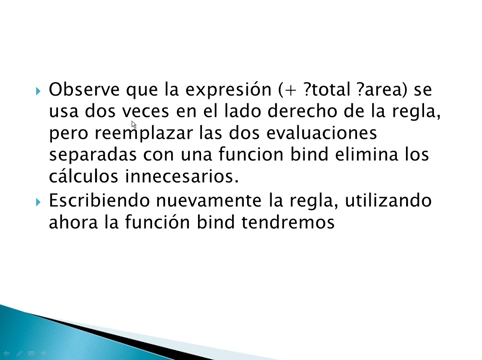 Observe que la expresión (+ ?total ?area) se
usa dos veces en el lado derecho de la regla,
pero reemplazar las dos evaluaciones
separadas con una funcion bind elimina los
cálculos innecesarios.
Escribiendo nuevamente la regla, utilizando
ahora la función bind tendremos